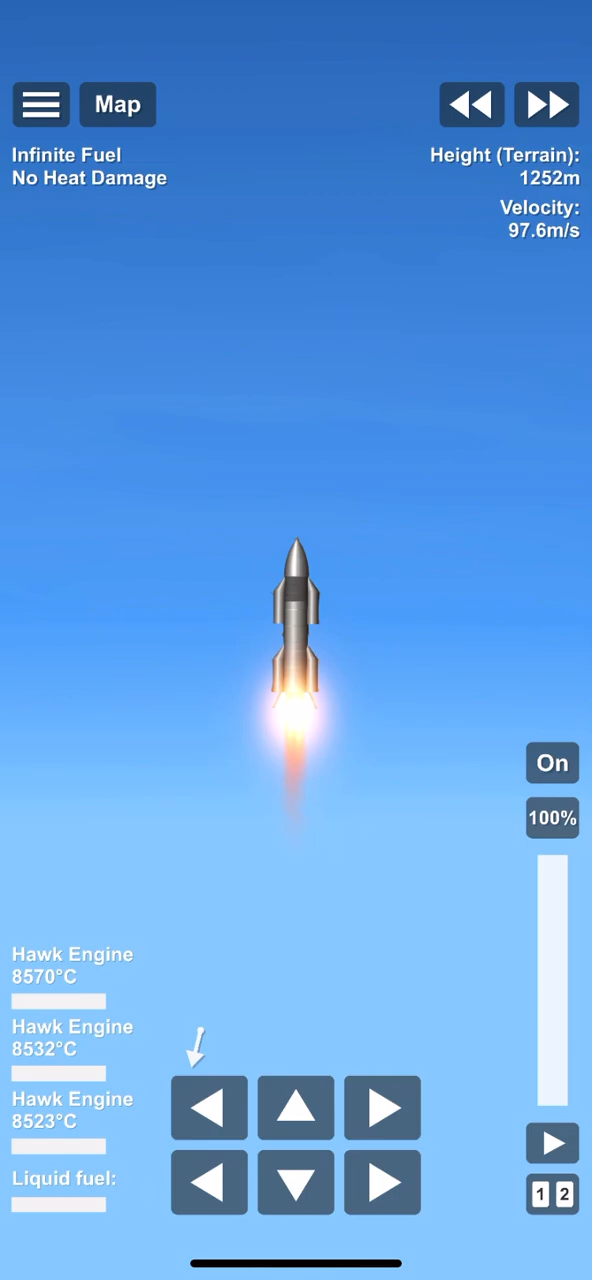 Map
Infinite Fuel
No Heat Damage
Height (Terrain):
1252m
Velocity:
97.6m/s
On
100%
Hawk Engine
8570°C
Hawk Engine
8532°C
Hawk Engine
8523°C
Liquid fuel:
1 2